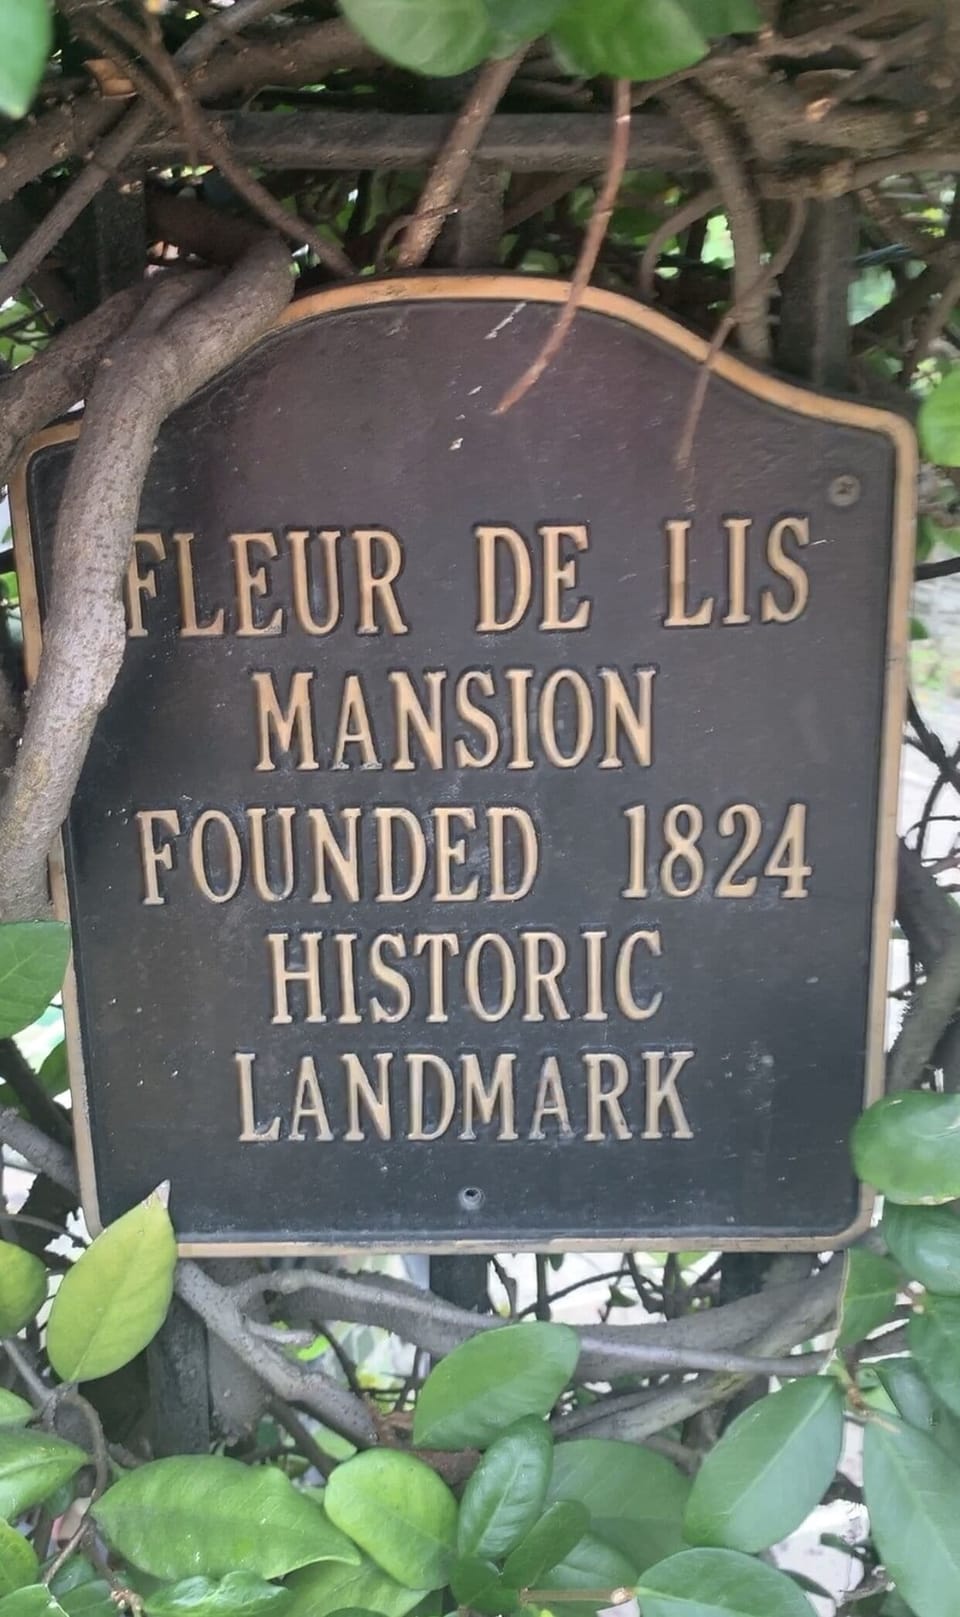 FLEUR DE LIS
MANSION
FOUNDED 1824
HISTORIC
LANDMARK